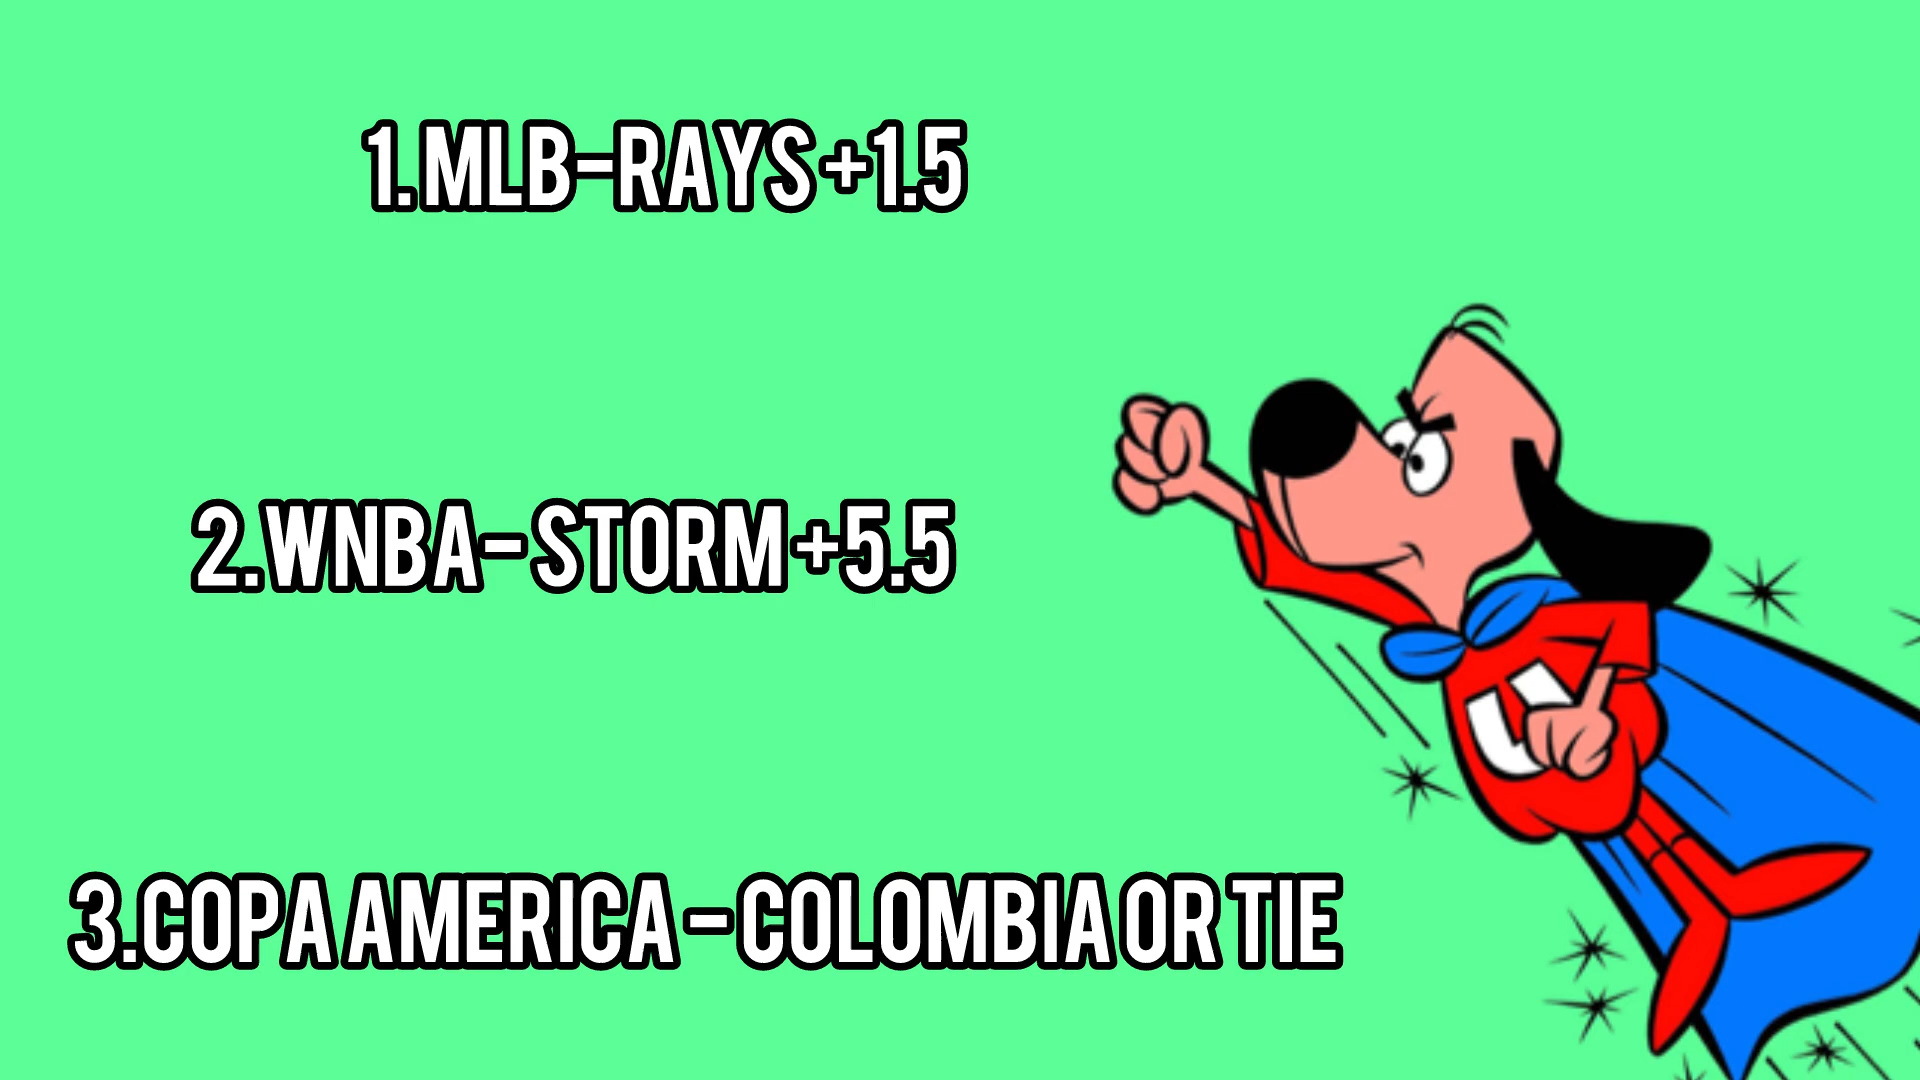 1. MLB-RAYS +1.5
2. WNBA- STORM +5.5
3.COPA AMERICA - COLOMBIA OR TIE
U